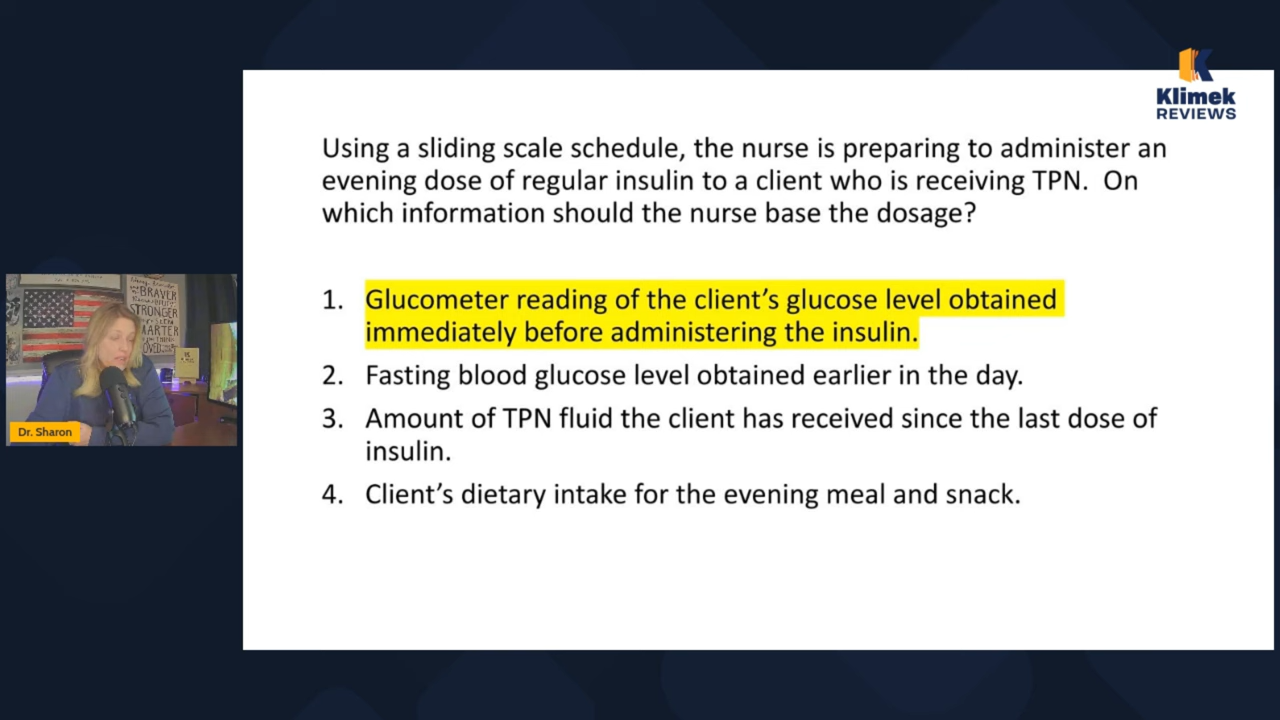 Klimek
REVIEWS
Using a sliding scale schedule, the nurse is preparing to administer an
evening dose of regular insulin to a client who is receiving TPN. On
which information should the nurse base the dosage?
1. Glucometer reading of the client's glucose level obtained
immediately before administering the insulin.
2. Fasting blood glucose level obtained earlier in the day.
3. Amount of TPN fluid the client has received since the last dose of
insulin.
4. Client's dietary intake for the evening meal and snack.
BRAVER
STRONGER
Dr. Sharon